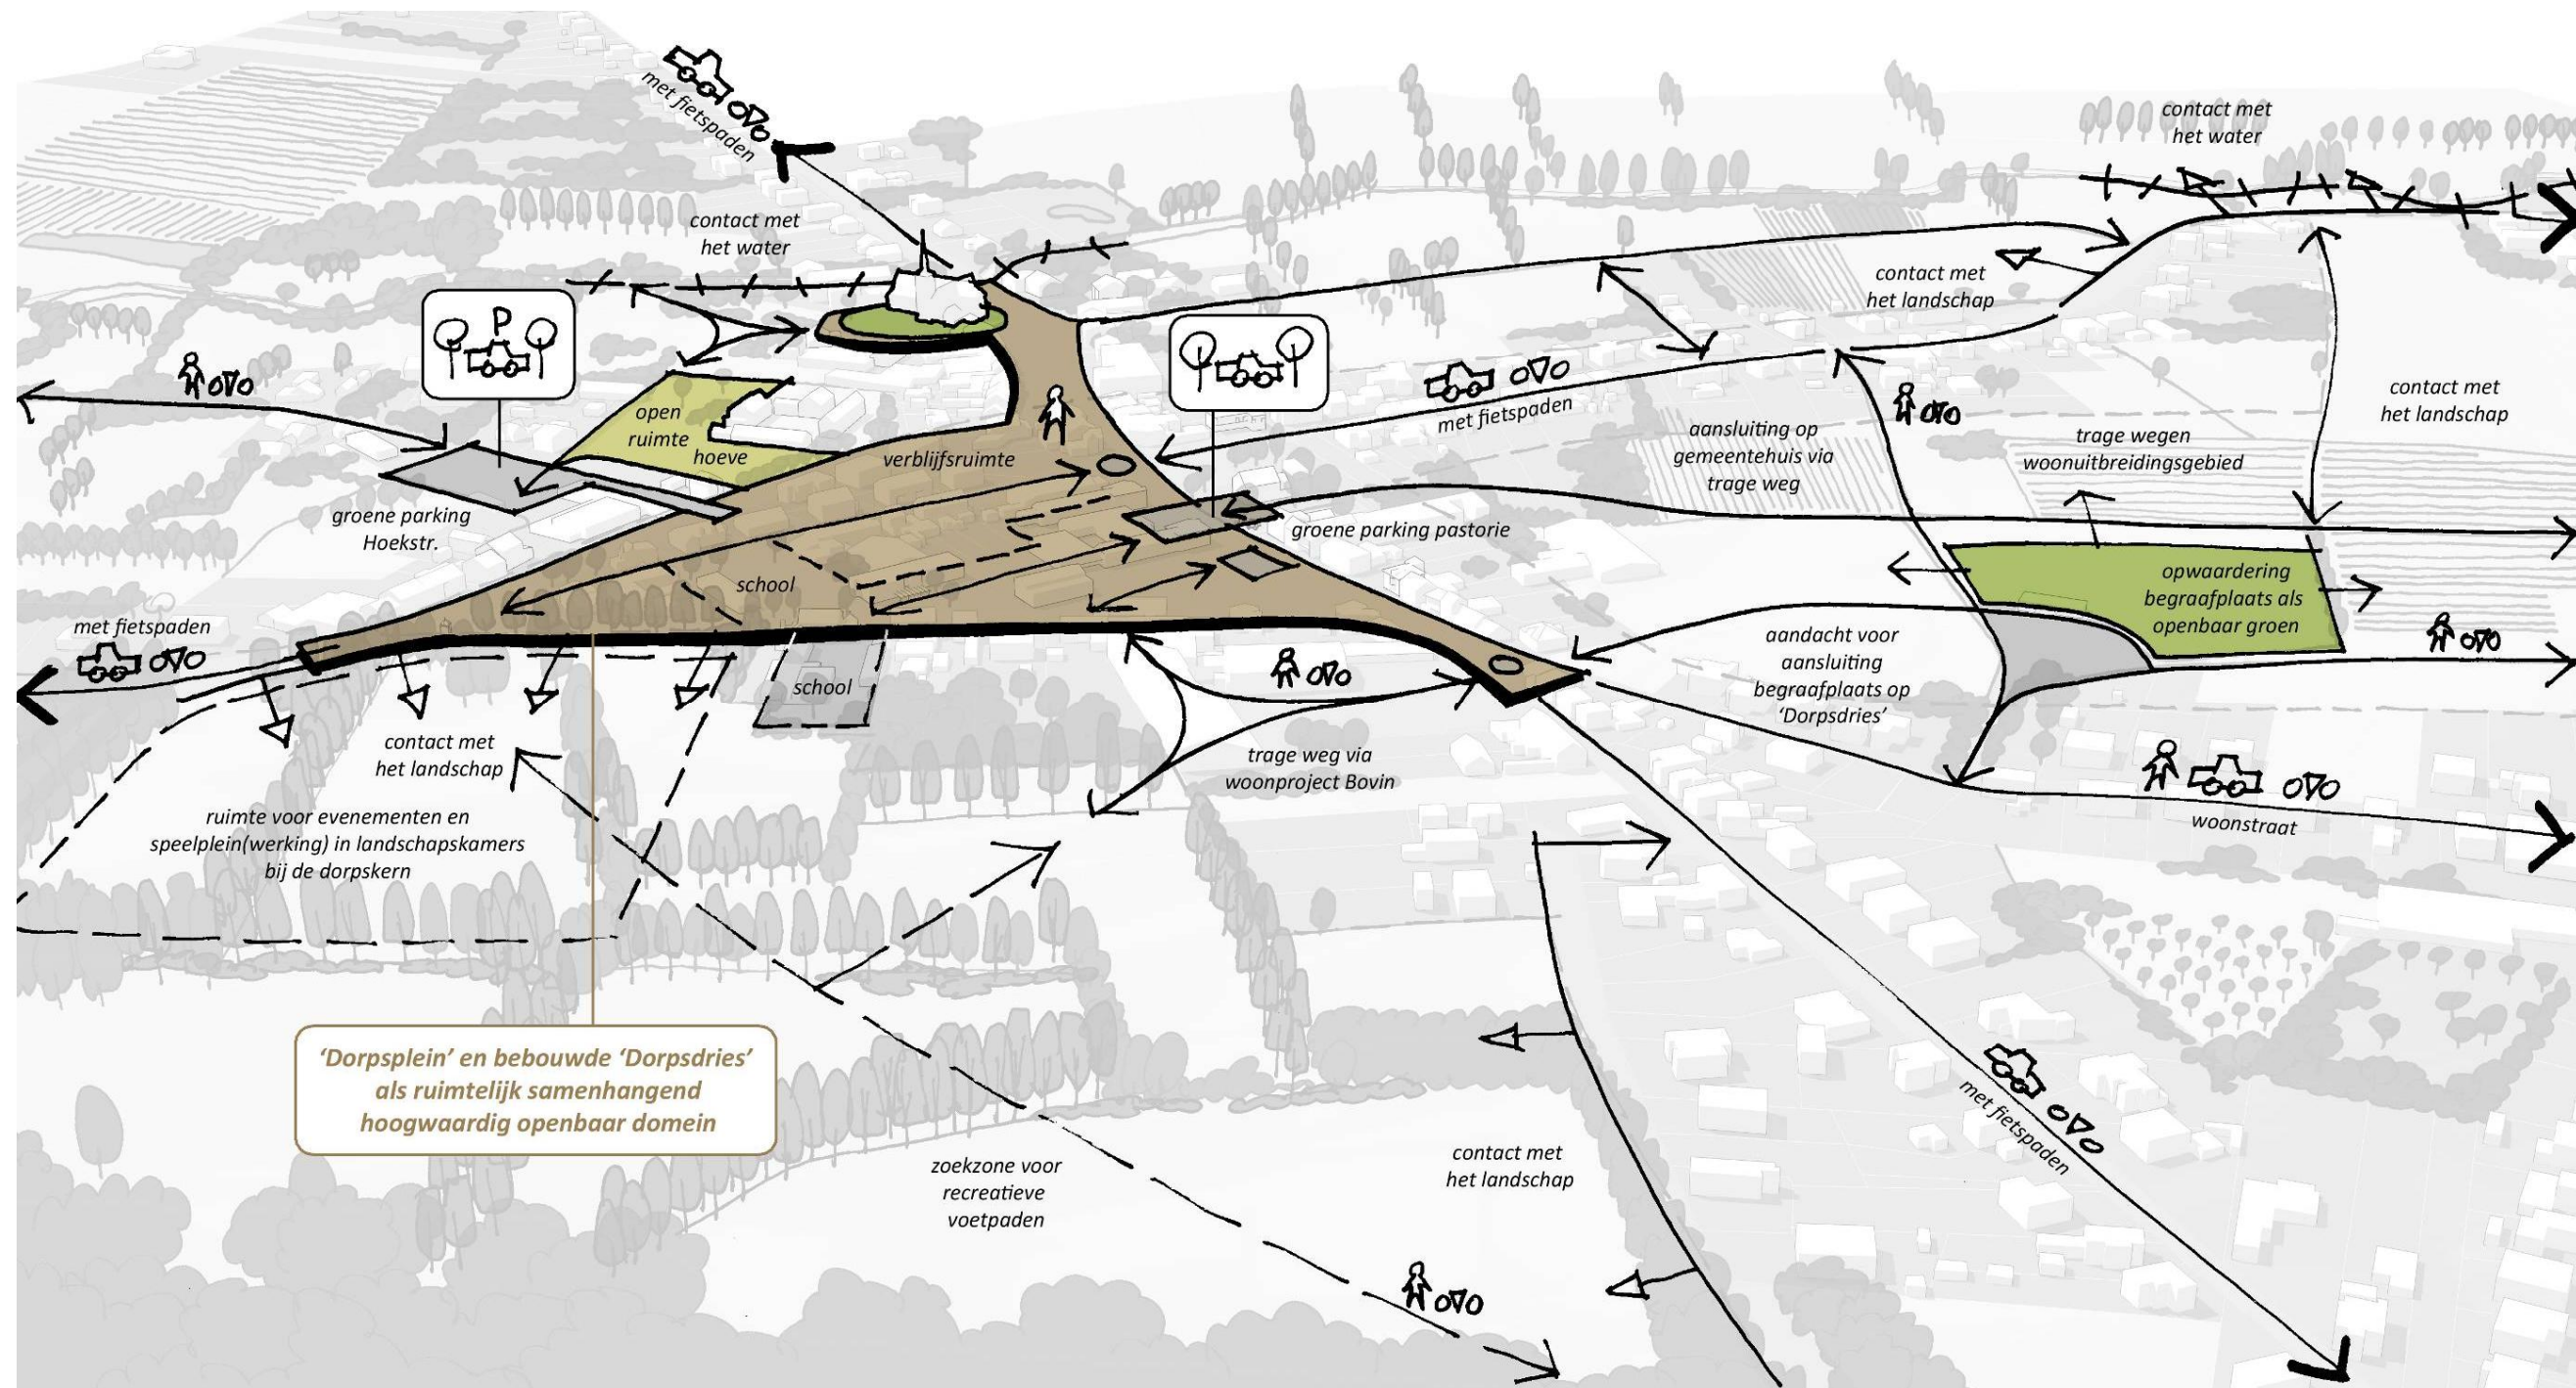 met fietspaden
contact met
het water
contact met
het water
P
contact met
het landschap
met fietspaden
open
ruimte
hoeve
verblijfsruimte
aansluiting op
gemeentehuis via
trage weg
trage wegen
woonuitbreidingsgebied
contact met
het landschap
groene parking
Hoekstr.
groene parking pastorie
school
opwaardering
begraafplaats als
openbaar groen
met fietspaden
school
aandacht voor
aansluiting
begraafplaats op
‘Dorpsdries’
contact met
het landschap
trage weg via
woonproject Bovin
ruimte voor evenementen en
speelplein(werking) in landschapskamers
bij de dorpskern
woonstraat
‘Dorpsplein’ en bebouwde ‘Dorpsdries’
als ruimtelijk samenhangend
hoogwaardig openbaar domein
met fietspaden
zoekzone voor
recreatieve
voetpaden
contact met
het landschap